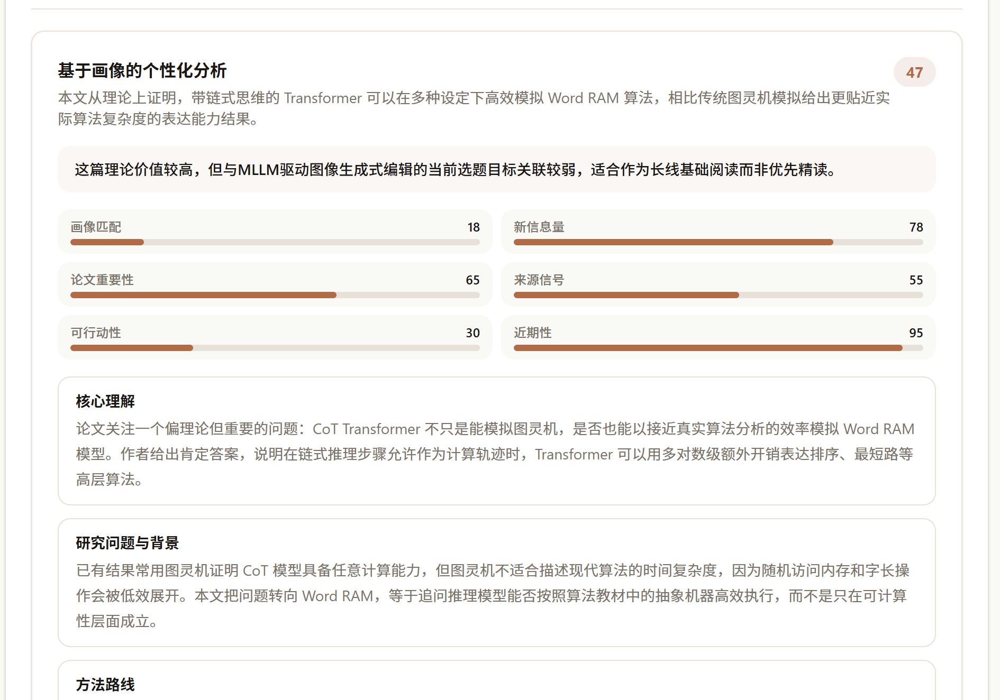 基于画像的个性化分析
47
本文从理论上证明，带链式思维的 Transformer 可以在多种设定下高效模拟 Word RAM 算法，相比传统图灵机模拟给出更贴近实
际算法复杂度的表达能力结果。
这篇理论价值较高，但与MLLM驱动图像生成式编辑的当前选题目标关联较弱，适合作为长线基础阅读而非优先精读。
画像匹配
18
新信息量
78
论文重要性
65
来源信号
55
可行动性
30
近期性
95
核心理解
论文关注一个偏理论但重要的问题：CoT Transformer 不只是能模拟图灵机，是否也能以接近真实算法分析的效率模拟 Word RAM
模型。作者给出肯定答案，说明在链式推理步骤允许作为计算轨迹时，Transformer 可以用多对数级额外开销表达排序、最短路等
高层算法。
研究问题与背景
已有结果常用图灵机证明 CoT 模型具备任意计算能力，但图灵机不适合描述现代算法的时间复杂度，因为随机访问内存和字长操
作会被低效展开。本文把问题转向 Word RAM，等于追问推理模型能否按照算法教材中的抽象机器高效执行，而不是只在可计算
性层面成立。
方法路线